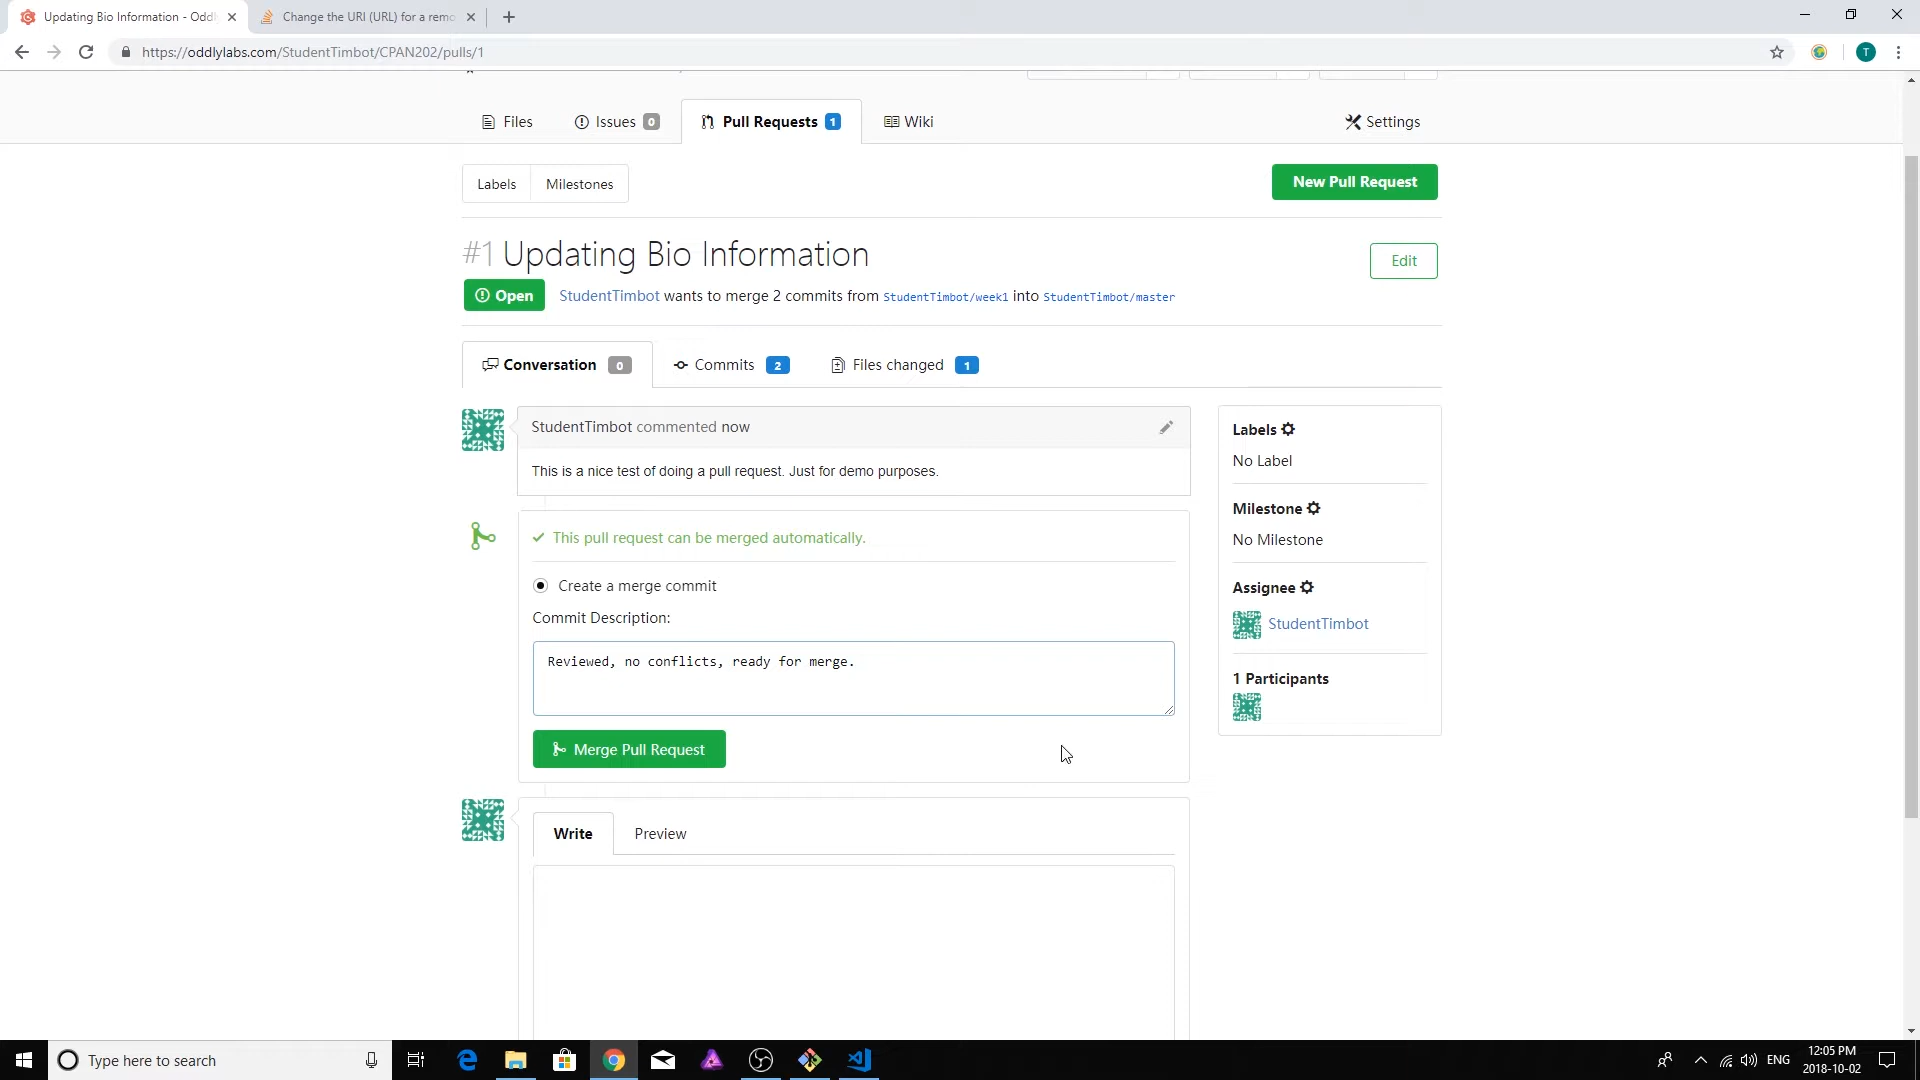 Updating Bio Information - Oddl
Change the URI (URL) for a remo
https://oddlylabs.com/StudentTimbot/CPAN202/pulls/1
T
Files
Issues 0
Pull Requests 1
Wiki
Settings
Labels
Milestones
New Pull Request
#1 Updating Bio Information
Edit
Open
StudentTimbot wants to merge 2 commits from StudentTimbot/week1 into StudentTimbot/master
Conversation 0
Commits 2
Files changed 1
StudentTimbot commented now
This is a nice test of doing a pull request. Just for demo purposes.
This pull request can be merged automatically.
Create a merge commit
Commit Description:
Reviewed, no conflicts, ready for merge.
Merge Pull Request
Labels
No Label
Milestone
No Milestone
Assignee
StudentTimbot
1 Participants
Write
Preview
Type here to search
ENG
12:05 PM
2018-10-02